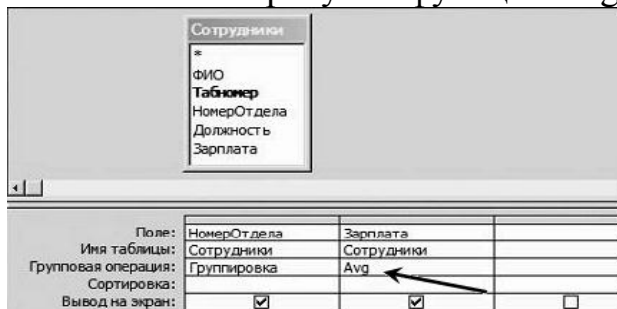 Сотрудники
*
ФИО
Табномер
НомерОтдела
Должность
Зарплата
Поле: НомерОтдела Зарплата
Имя таблицы: Сотрудники Сотрудники
Групповая операция: Группировка Avg
Сортировка:
Вывод на экран: